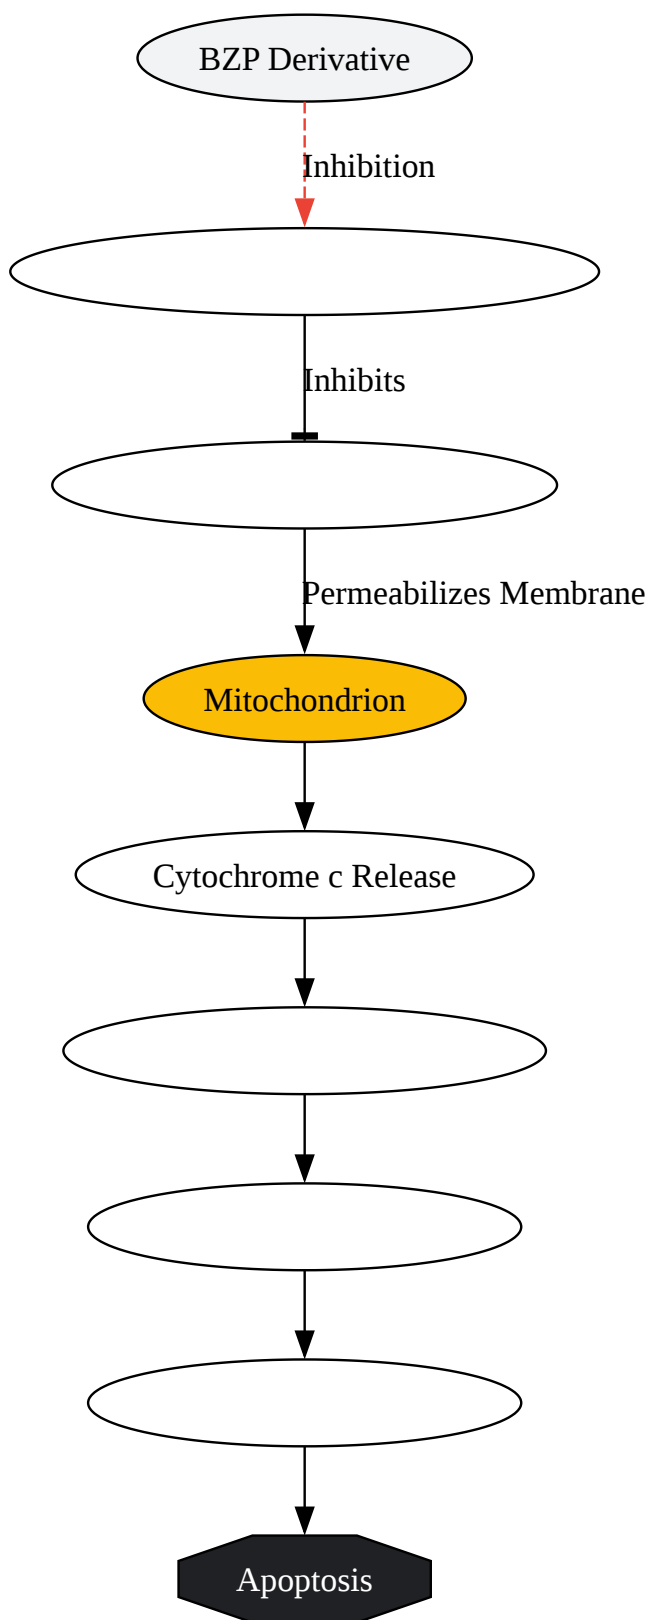 BZP Derivative
Inhibition
Inhibits
Permeabilizes Membrane
Mitochondrion
Cytochrome c Release
Apoptosis